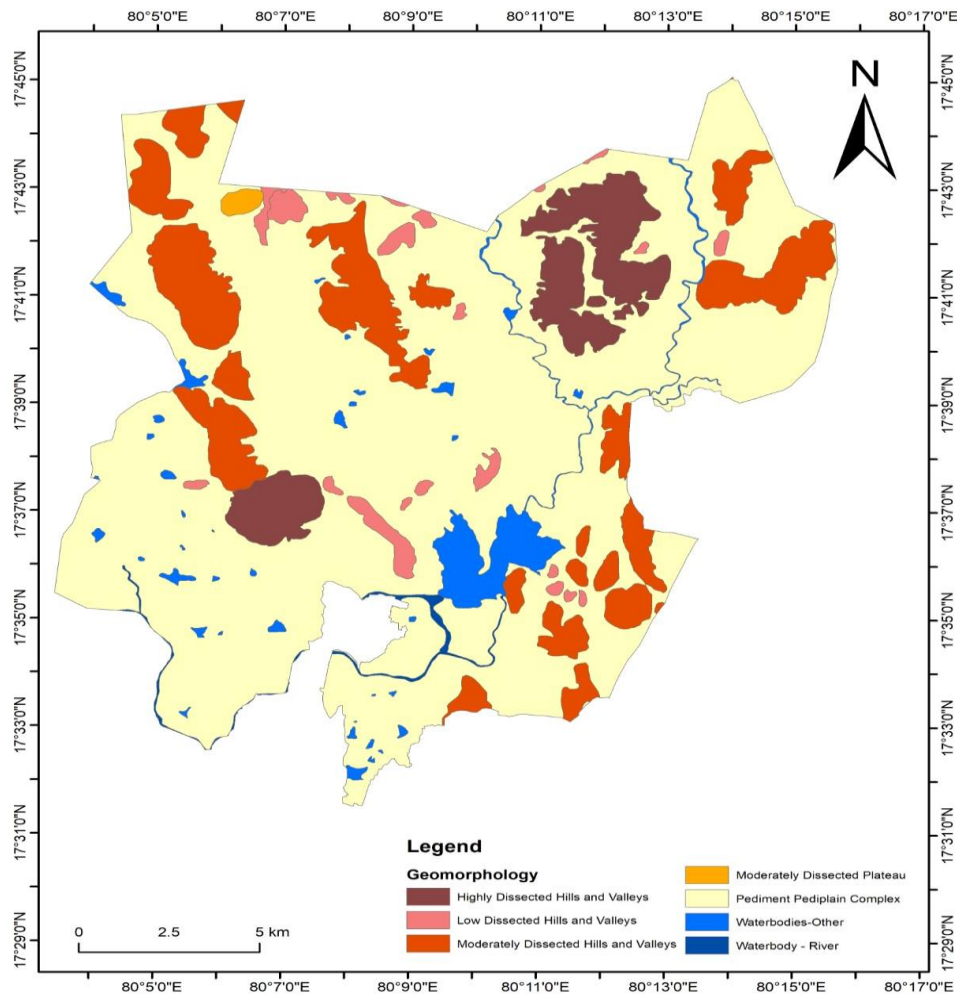 80°5'0"E 80°7'0"E 80°9'0"E 80°11'0"E 80°13'0"E 80°15'0"E 80°17'0"E
17°45'0"N 17°45'0"N
N
17°43'0"N 17°43'0"N
17°41'0"N 17°41'0"N
17°39'0"N 17°39'0"N
17°37'0"N 17°37'0"N
17°35'0"N 17°35'0"N
17°33'0"N 17°33'0"N
17°31'0"N 17°31'0"N
17°29'0"N 17°29'0"N
Legend
Geomorphology
Highly Dissected Hills and Valleys
Low Dissected Hills and Valleys
Moderately Dissected Hills and Valleys
Moderately Dissected Plateau
Pediment Pediplain Complex
Waterbodies-Other
Waterbody - River
0 2.5 5 km
80°5'0"E 80°7'0"E 80°9'0"E 80°11'0"E 80°13'0"E 80°15'0"E 80°17'0"E